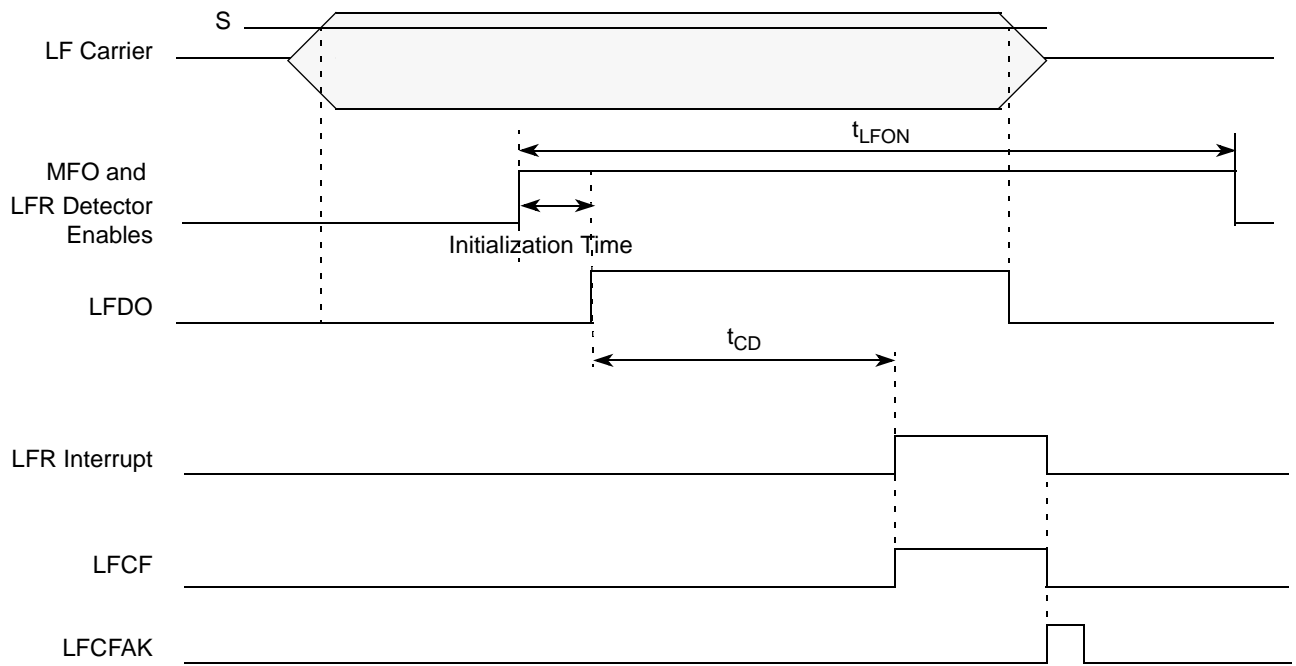 S
LF Carrier
tLFON
MFO and
LFR Detector
Enables
Initialization Time
LFDO
tCD
LFR Interrupt
LFCF
LFCFAK